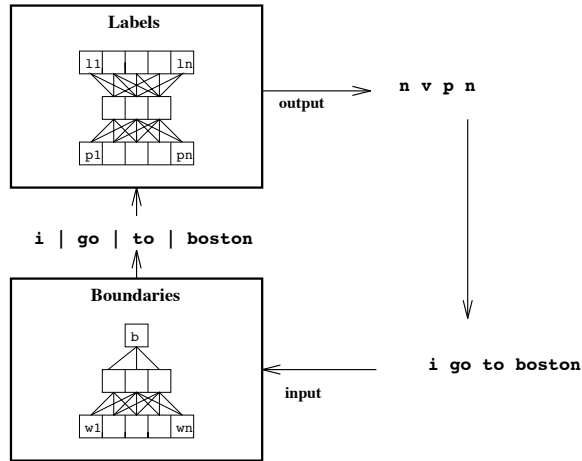 Labels
l1 ln
p1 pn
output
n v p n
i | go | to | boston
Boundaries
b
w1 wn
input
i go to boston